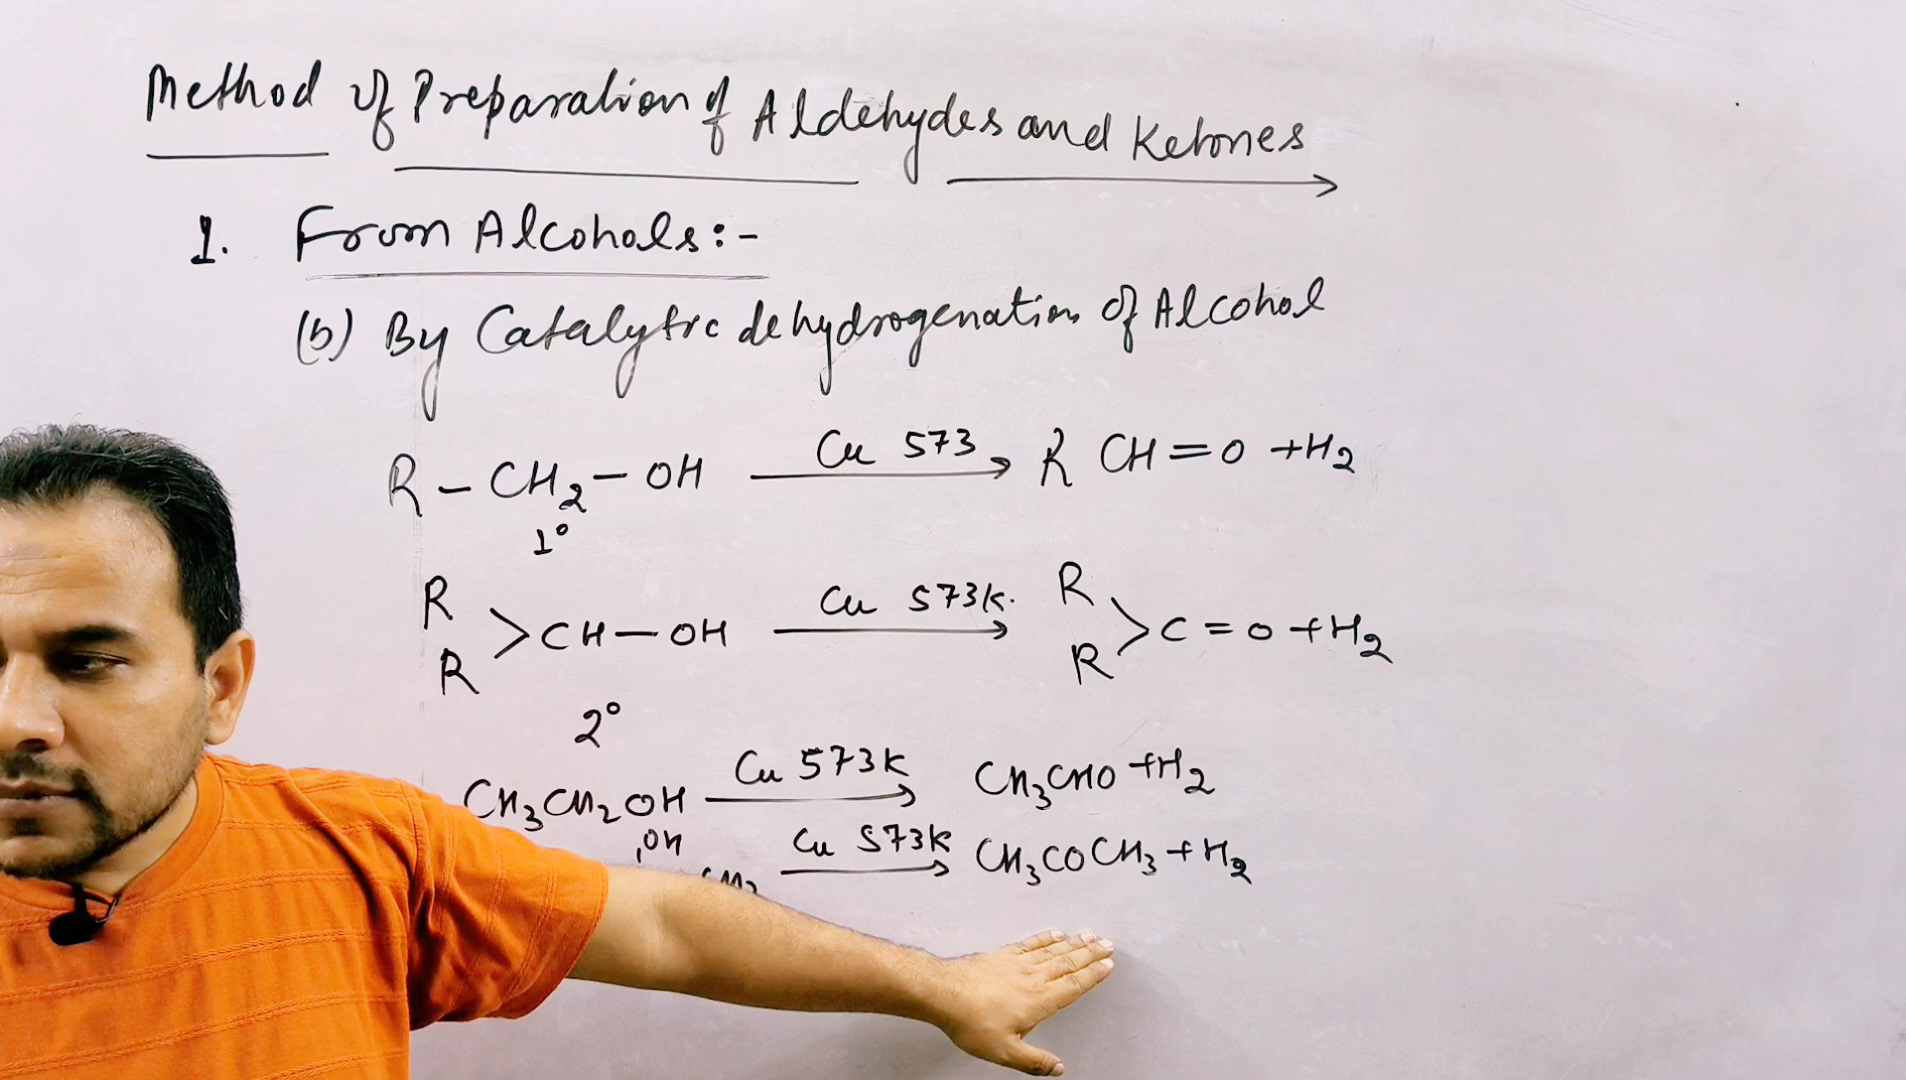 Method of Preparation of Aldehydes and Ketones
1. From Alcohols:-
(b) By Catalytic dehydrogenation of Alcohol
R - CH₂ - OH Cu 573 → R CH = O + H₂
1°
R
R > CH - OH Cu 573k. → R
R > C = O + H₂
2°
CH₃CH₂OH Cu 573K → CH₃CHO + H₂
OH
Cu 573K → CH₃COCH₃ + H₂